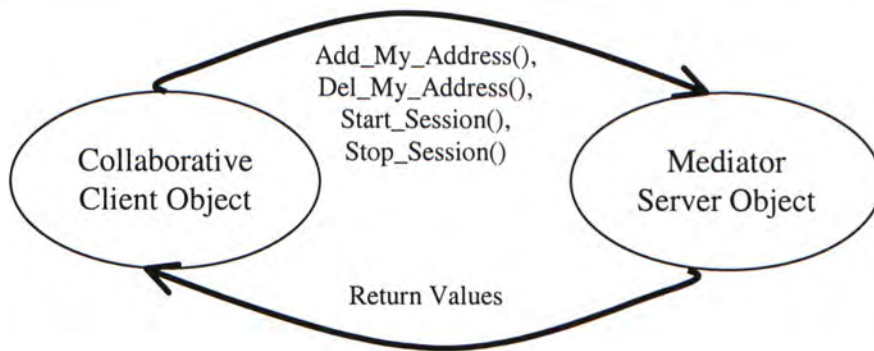 Add_My_Address(),
Del_My_Address(),
Start_Session(),
Stop_Session()
Collaborative
Client Object
Mediator
Server Object
Return Values